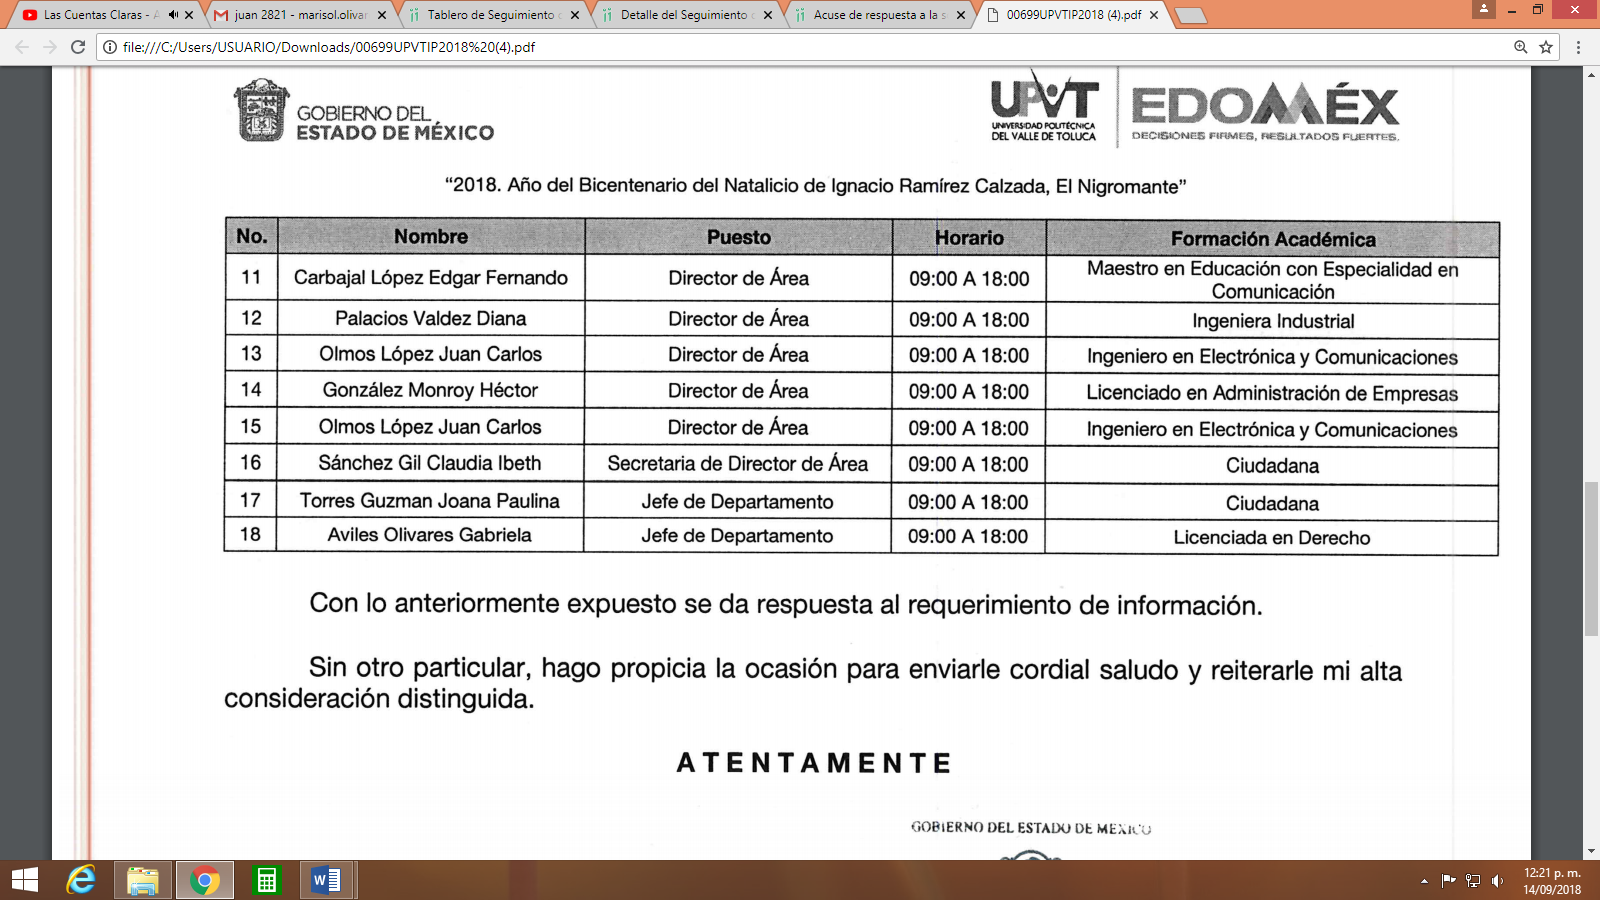 Las Cuentas Claras - A
juan 2821 - marisol.olivar
Tablero de Seguimiento
Detalle del Seguimiento
Acuse de respuesta a la s
00699UPVTIP2018 (4).pdf
file:///C:/Users/USUARIO/Downloads/00699UPVTIP2018%20(4).pdf
GOBIERNO DEL
ESTADO DE MÉXICO
UPVT
UNIVERSIDAD POLITÉCNICA
DEL VALLE DE TOLUCA
EDOMÉX
DECISIONES FIRMES, RESULTADOS FUERTES.
“2018. Año del Bicentenario del Natalicio de Ignacio Ramírez Calzada, El Nigromante”
No. Nombre Puesto Horario Formación Académica
11 Carbajal López Edgar Fernando Director de Área 09:00 A 18:00 Maestro en Educación con Especialidad en
Comunicación
12 Palacios Valdez Diana Director de Área 09:00 A 18:00 Ingeniera Industrial
13 Olmos López Juan Carlos Director de Área 09:00 A 18:00 Ingeniero en Electrónica y Comunicaciones
14 González Monroy Héctor Director de Área 09:00 A 18:00 Licenciado en Administración de Empresas
15 Olmos López Juan Carlos Director de Área 09:00 A 18:00 Ingeniero en Electrónica y Comunicaciones
16 Sánchez Gil Claudia Ibeth Secretaria de Director de Área 09:00 A 18:00 Ciudadana
17 Torres Guzman Joana Paulina Jefe de Departamento 09:00 A 18:00 Ciudadana
18 Aviles Olivares Gabriela Jefe de Departamento 09:00 A 18:00 Licenciada en Derecho
Con lo anteriormente expuesto se da respuesta al requerimiento de información.
Sin otro particular, hago propicia la ocasión para enviarle cordial saludo y reiterarle mi alta
consideración distinguida.
ATENTAMENTE
GOBIERNO DEL ESTADO DE MÉXICO
12:21 p. m.
14/09/2018